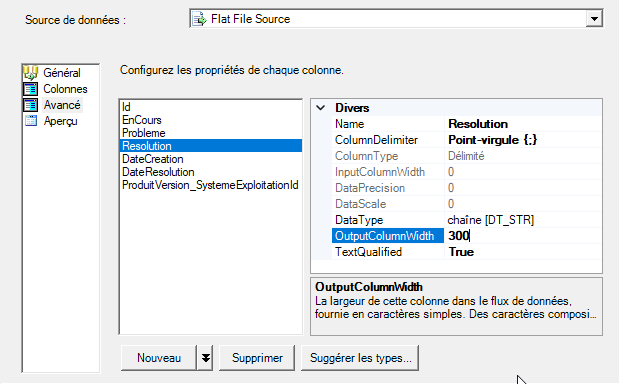 Source de données :
Flat File Source
Général
Colonnes
Avancé
Aperçu
Configurez les propriétés de chaque colonne.
Id
EnCours
Probleme
Resolution
DateCreation
DateResolution
ProduitVersion_SystemeExploitationId
Divers
Name Resolution
ColumnDelimiter Point-virgule {;}
ColumnType Délimité
InputColumnWidth 0
DataPrecision 0
DataScale 0
DataType chaîne [DT_STR]
OutputColumnWidth 300
TextQualified True
OutputColumnWidth
La largeur de cette colonne dans le flux de données,
fournie en caractères simples. Des caractères composi...
Nouveau
Supprimer
Suggérer les types...